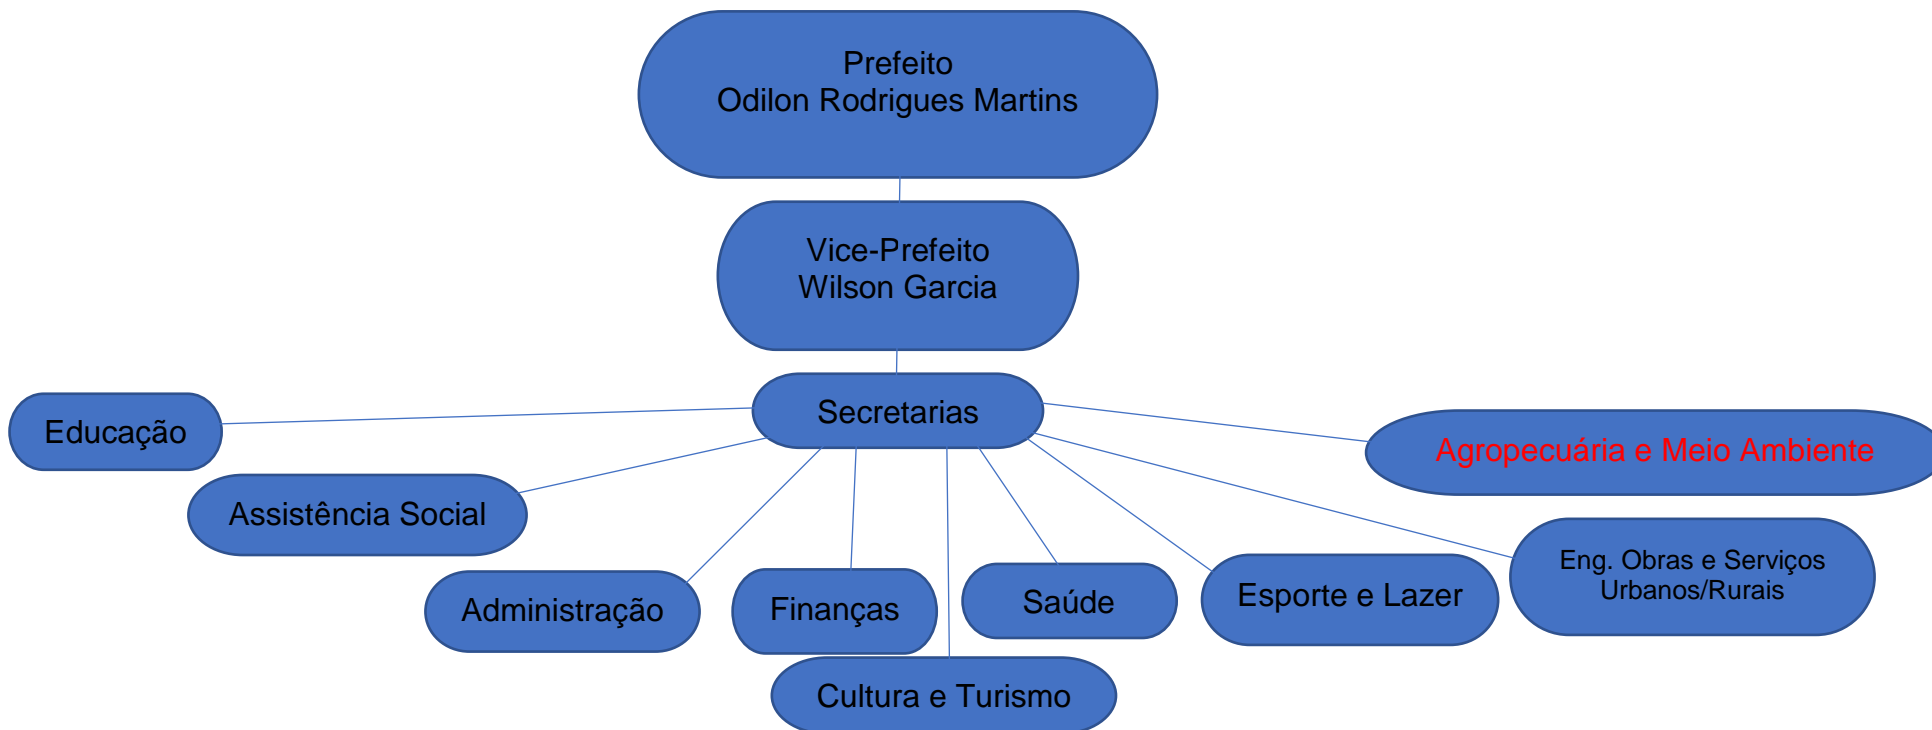 Prefeito
Odilon Rodrigues Martins
Vice-Prefeito
Wilson Garcia
Secretarias
Educação
Agropecuária e Meio Ambiente
Assistência Social
Eng. Obras e Serviços
Urbanos/Rurais
Administração
Finanças
Saúde
Esporte e Lazer
Cultura e Turismo